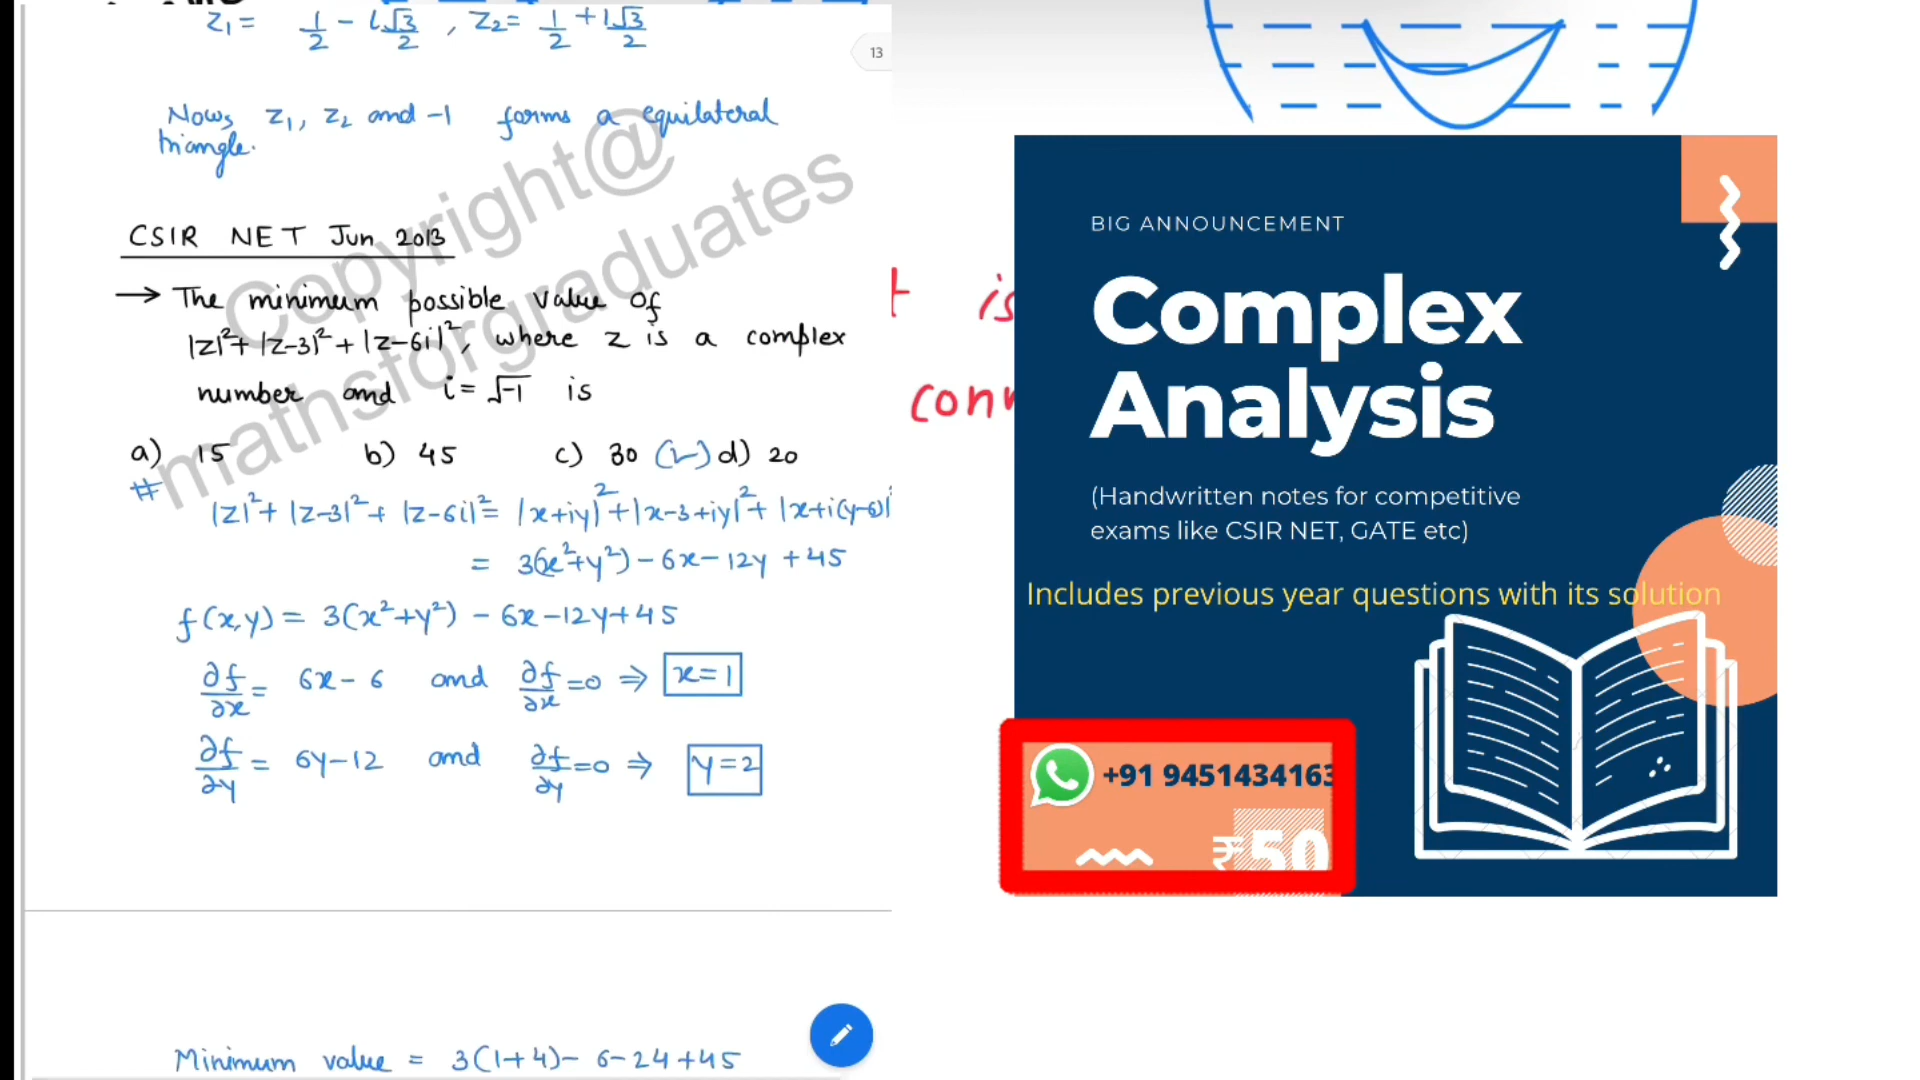 z₁ = 1/2 - i√3/2 , z₂ = 1/2 + i√3/2
13
Now, z₁, z₂ and -1 forms a equilateral
triangle.
Copyright@
mathsforgraduates
CSIR NET Jun 2013
→ The minimum possible value of
|z|²+ |z-3|² + |z-6i|², where z is a complex
number and i = √-1 is
a) 15 b) 45 c) 30 (✓) d) 20
# |z|²+ |z-3|²+ |z-6i|² = |x+iy|²+|x-3+iy|²+ |x+i(y-6)|
= 3(x²+y²) - 6x - 12y + 45
f(x,y) = 3(x²+y²) - 6x - 12y + 45
∂f/∂x = 6x - 6 and ∂f/∂x = 0 ⇒ x = 1
∂f/∂y = 6y - 12 and ∂f/∂y = 0 ⇒ y = 2
Minimum value = 3(1+4) - 6 - 24 + 45
is
BIG ANNOUNCEMENT
Complex
Analysis
(Handwritten notes for competitive
exams like CSIR NET, GATE etc)
Includes previous year questions with its solution
+91 9451434163
₹50